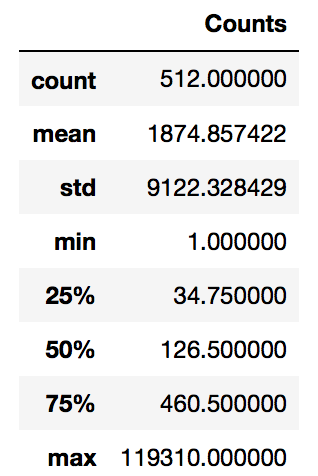 Counts
count 512.000000
mean 1874.857422
std 9122.328429
min 1.000000
25% 34.750000
50% 126.500000
75% 460.500000
max 119310.000000